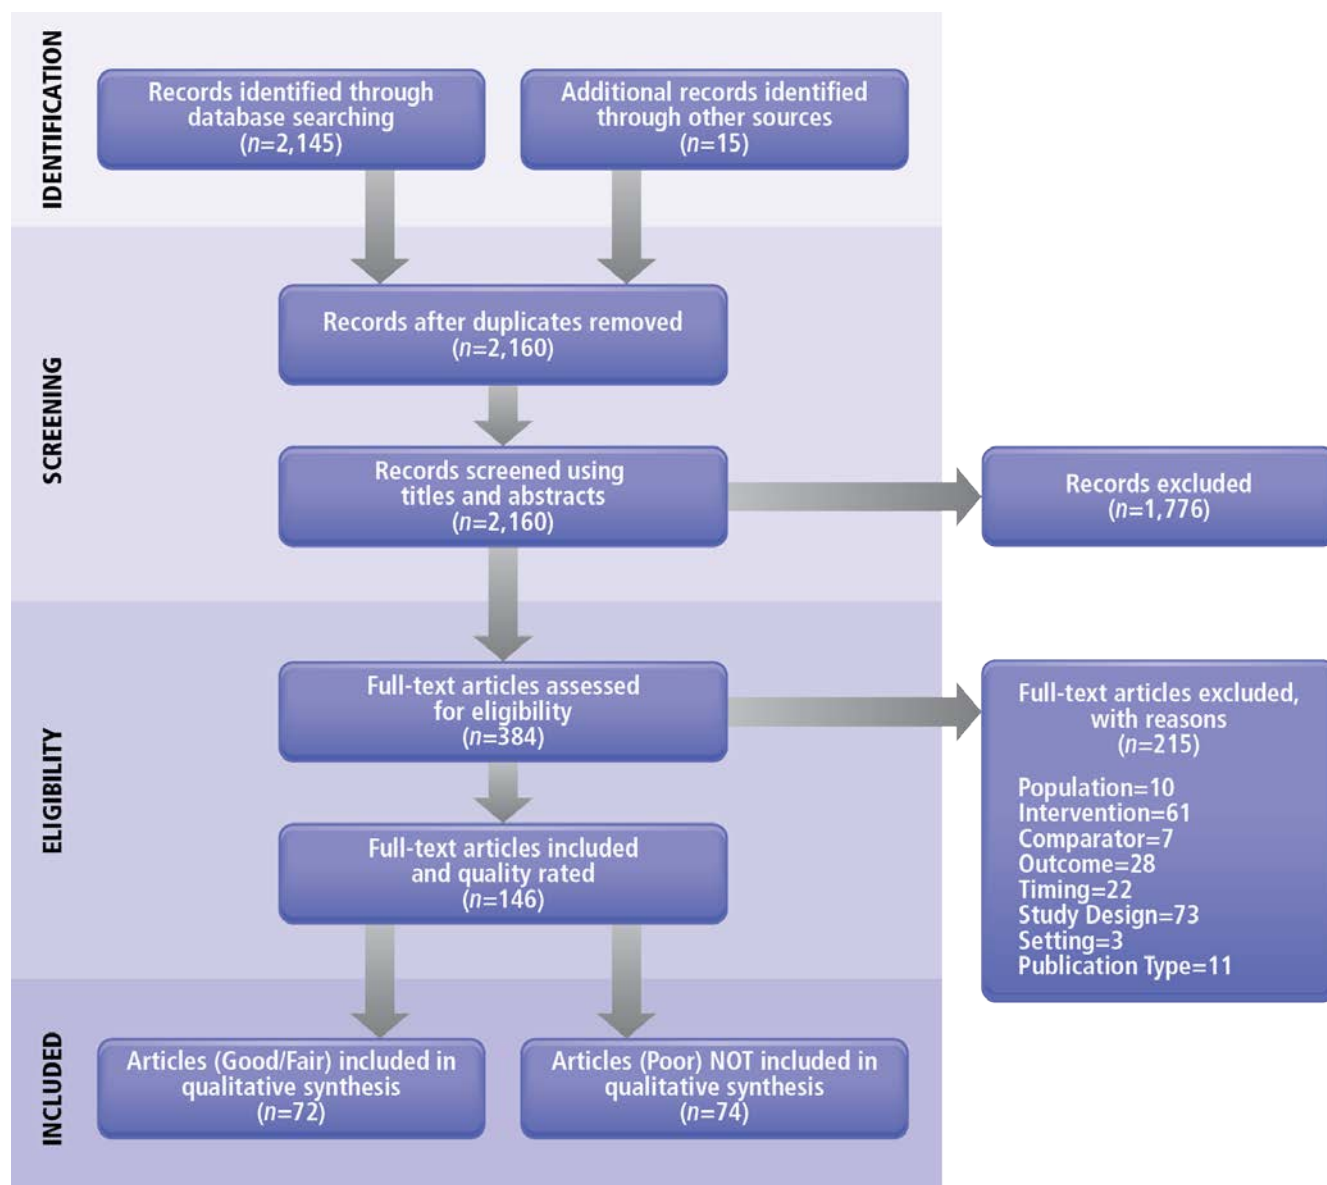 IDENTIFICATION
Records identified through
database searching
(n=2,145)
Additional records identified
through other sources
(n=15)
SCREENING
Records after duplicates removed
(n=2,160)
Records screened using
titles and abstracts
(n=2,160)
Records excluded
(n=1,776)
ELIGIBILITY
Full-text articles assessed
for eligibility
(n=384)
Full-text articles excluded,
with reasons
(n=215)
Population=10
Intervention=61
Comparator=7
Outcome=28
Timing=22
Study Design=73
Setting=3
Publication Type=11
Full-text articles included
and quality rated
(n=146)
INCLUDED
Articles (Good/Fair) included in
qualitative synthesis
(n=72)
Articles (Poor) NOT included in
qualitative synthesis
(n=74)